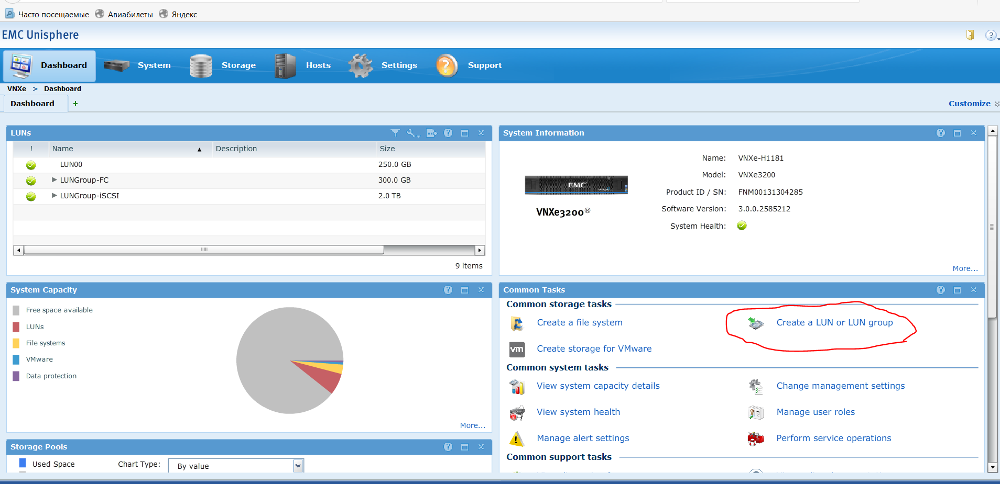 Часто посещаемые Авиабилеты Яндекс
EMC Unisphere
Dashboard System Storage Hosts Settings Support
VNXe > Dashboard
Dashboard +
Customize
LUNs
! Name Description Size
LUN00 250.0 GB
LUNGroup-FC 300.0 GB
LUNGroup-iSCSI 2.0 TB
9 items
System Information
EMC²
VNXe3200®
Name: VNXe-H1181
Model: VNXe3200
Product ID / SN: FNM00131304285
Software Version: 3.0.0.2585212
System Health:
More...
System Capacity
Free space available
LUNs
File systems
VMware
Data protection
More...
Common Tasks
Common storage tasks
Create a file system Create a LUN or LUN group
vm Create storage for VMware
Common system tasks
View system capacity details Change management settings
View system health Manage user roles
Manage alert settings Perform service operations
Common support tasks
Storage Pools
Used Space Chart Type: By value